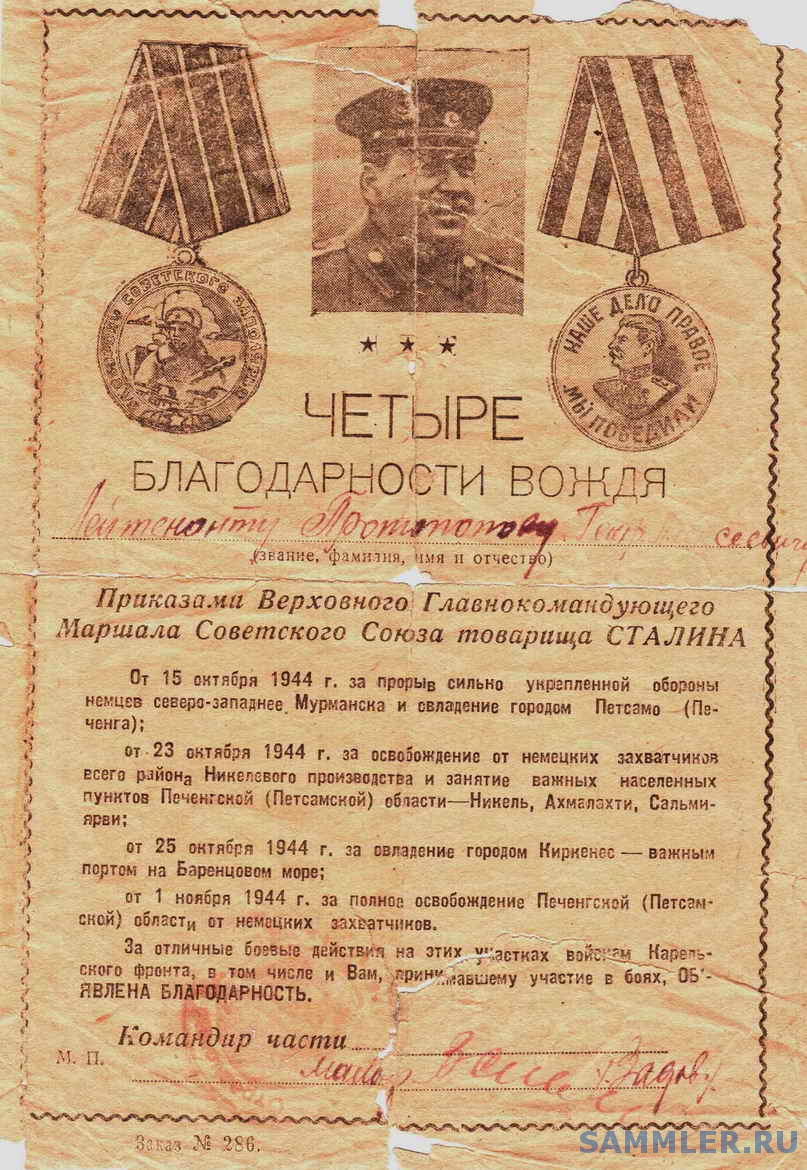 ЗА ОБОРОНУ СОВЕТСКОГО ЗАПОЛЯРЬЯ
НАШЕ ДЕЛО ПРАВОЕ
МЫ ПОБЕДИЛИ
ЧЕТЫРЕ
БЛАГОДАРНОСТИ ВОЖДЯ
Лейтенанту Протопопову
(звание, фамилия, имя и отчество)
Приказами Верховного Главнокомандующего
Маршала Советского Союза товарища СТАЛИНА
От 15 октября 1944 г. за прорыв сильно укрепленной обороны
немцев северо-западнее Мурманска и овладение городом Петсамо (Пе-
ченга);
от 23 октября 1944 г. за освобождение от немецких захватчиков
всего района Никелевого производства и занятие важных населенных
пунктов Печенгской (Петсамской) области—Никель, Ахмалахти, Сальми-
ярви;
от 25 октября 1944 г. за овладение городом Киркенес — важным
портом на Баренцовом море;
от 1 ноября 1944 г. за полное освобождение Печенгской (Петсам-
ской) области от немецких захватчиков.
За отличные боевые действия на этих участках войскам Карель-
ского фронта, в том числе и Вам, принимавшему участие в боях, ОБ'-
ЯВЛЕНА БЛАГОДАРНОСТЬ.
Командир части
М. П.
майор
Заказ № 286.
SAMMLER.RU